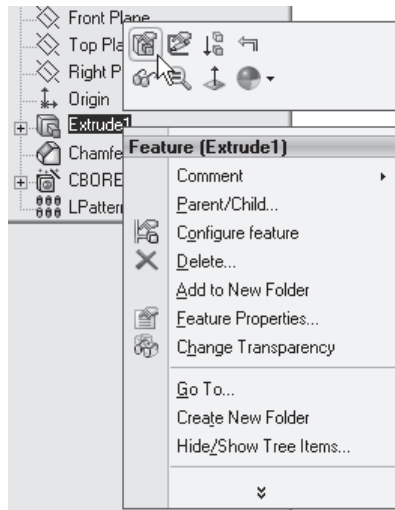 Front Plane
Top Pla
Right P
Origin
Extrude1
Chamfe
CBORE
LPatter
Feature (Extrude1)
Comment
Parent/Child...
Configure feature
Delete...
Add to New Folder
Feature Properties...
Change Transparency
Go To...
Create New Folder
Hide/Show Tree Items...